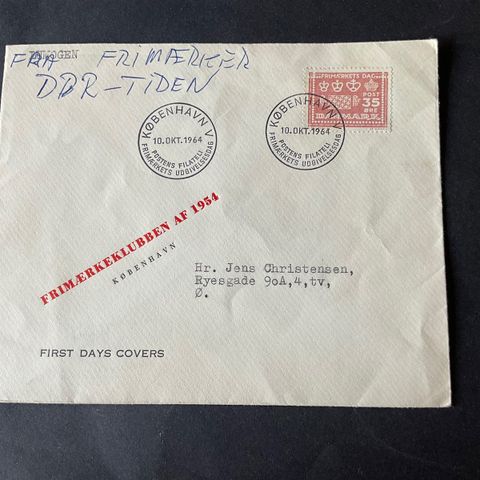 FRA FRIMÆRKER
DDR-TIDEN
FRIMÆRKETS DAG
POST
35
ØRE
DANMARK
KØBENHAVN V
10.OKT.1964
POSTENS FILATELI
FRIMÆRKETS UDGIVELSESDAG
KØBENHAVN V
10.OKT.1964
POSTENS FILATELI
FRIMÆRKETS UDGIVELSESDAG
FRIMÆRKEKLUBBEN AF 1954
KØBENHAVN
Hr. Jens Christensen,
Ryesgade 90A,4,tv,
Ø.
FIRST DAYS COVERS